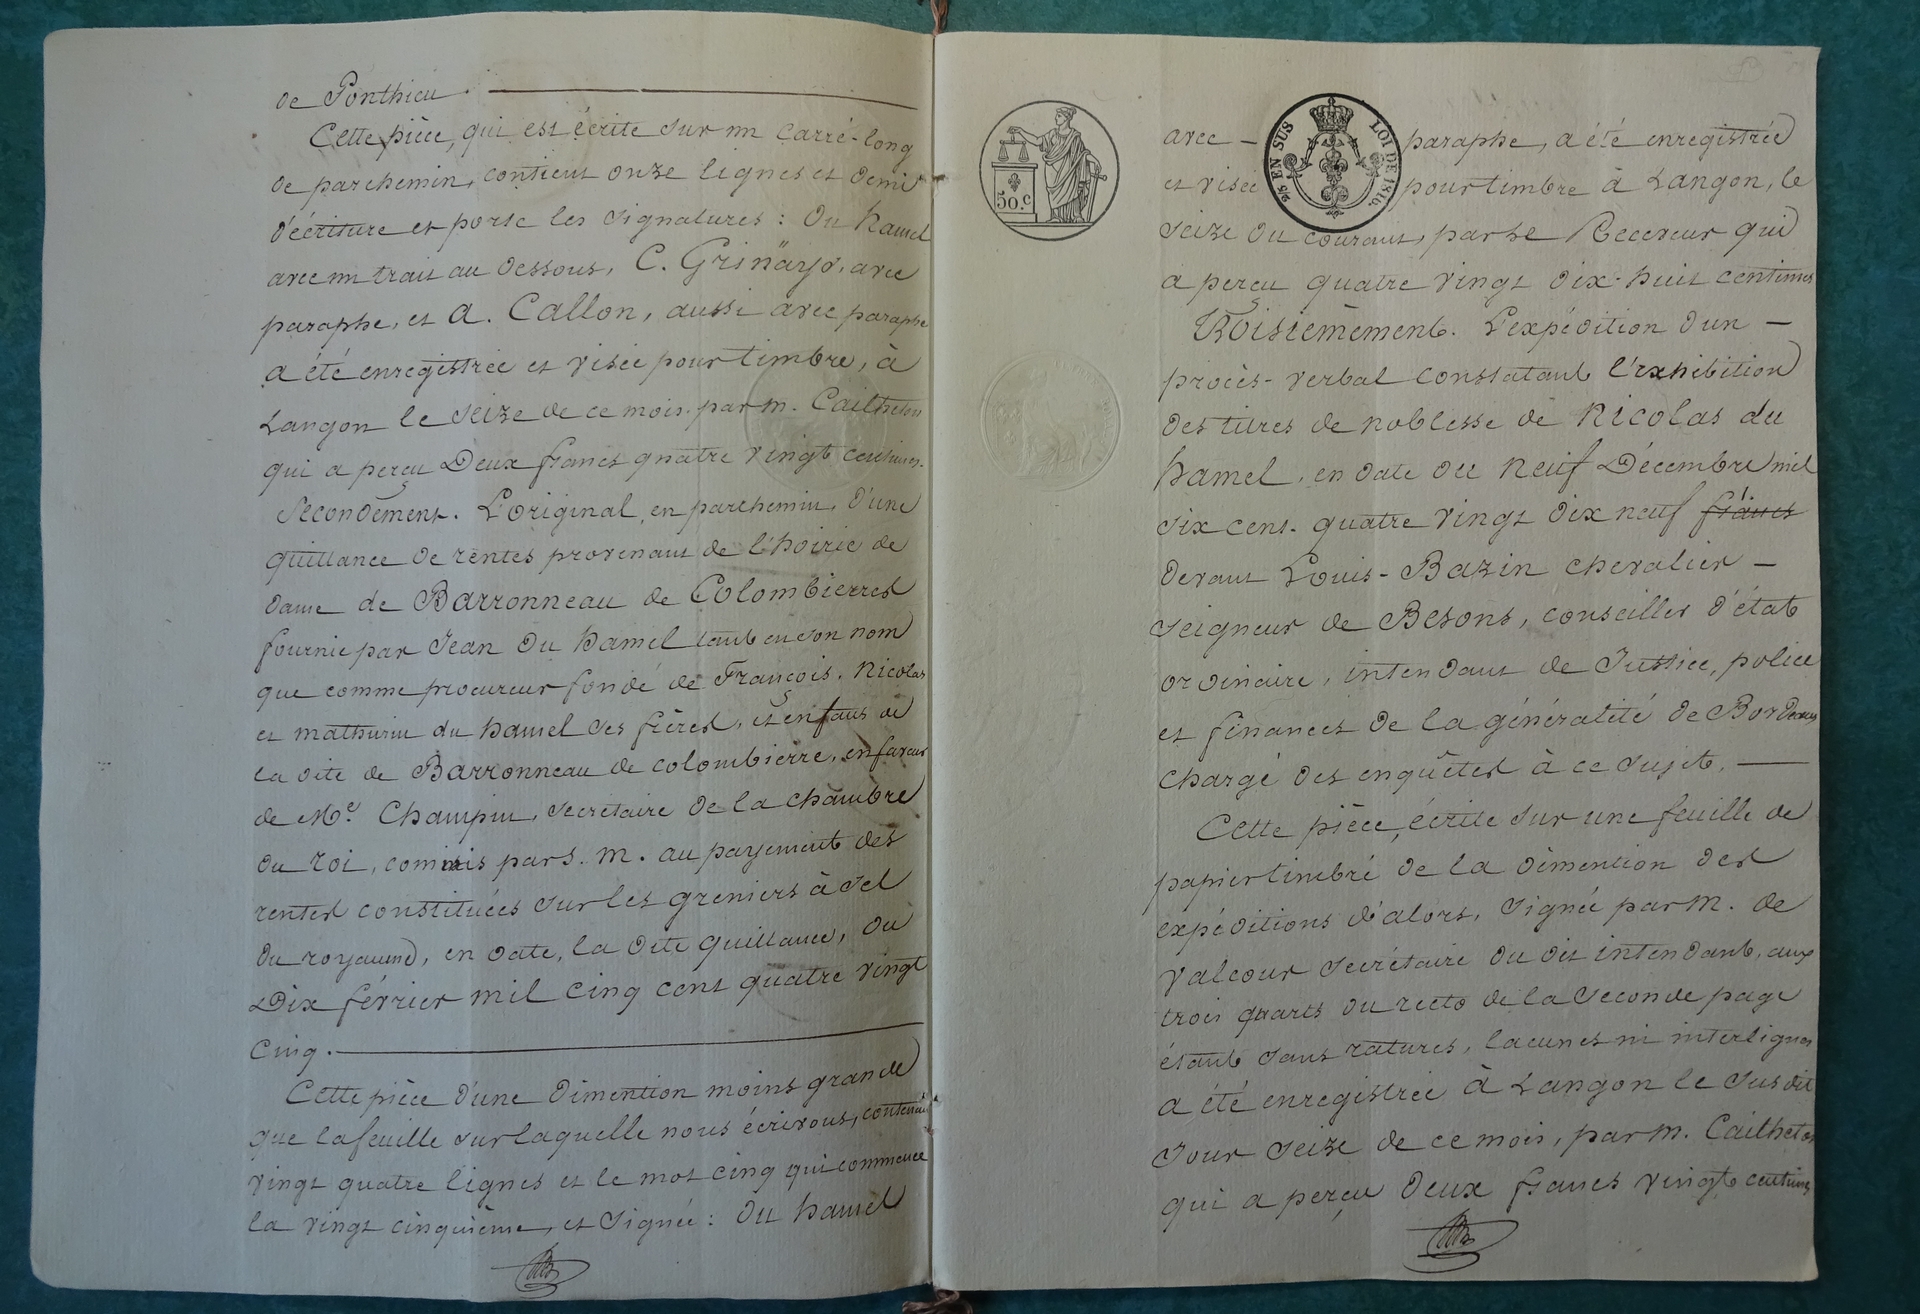 de Ponthieu.
Cette pièce, qui est écrite sur un carré-long
de parchemin, contient onze lignes et demie
d'écriture et porte les signatures : Du hamel
avec un trait au dessous, C. Grinäyo, avec
paraphe, et A. Callon, aussi avec paraphe
a été enregistrée et visée pour timbre, à
Langon le seize de ce mois par m. Cailheton
qui a perçu Deux francs quatre vingt centimes.
Secondement. L'original, en parchemin, d'une
quittance de rentes provenant de l'hoirie de
dame de Barronneau de Colombierres
fournie par Jean Du hamel tant en son nom
que comme procureur fondé de François, Nicolas
et mathurin du hamel ses frères, et enfans de
la dite de Barronneau de colombierre, en faveur
de Me. Champin, secrétaire de la chambre
du roi, commis par S. M. au payement des
rentes constituées sur les greniers à sel
du royaume, en date, la dite quittance, du
Dix février mil cinq cent quatre vingt
cinq.
Cette pièce d'une dimention moins grande
que la feuille sur laquelle nous écrivons, contenant
vingt quatre lignes et le mot cinq qui commence
la vingt cinquième, et signée : Du hamel
50.c
2/5 EN SUS LOI DE 1816.
avec — paraphe, a été enregistrée
et visée pour timbre à Langon, le
seize du courant, par le Receveur qui
a perçu quatre vingt dix-huit centimes
Troisièmement. L'expédition d'un —
procès-verbal constatant l'exhibition
des titres de noblesse de Nicolas du
hamel, en date du neuf Décembre mil
six cent quatre vingt dix neuf francs
devant Louis-Bazin chevalier —
seigneur de Besons, conseiller d'état
ordinaire, intendant de Justice, police
et finances de la généralité de Bordeaux
chargé des enquêtes à ce sujet. —
Cette pièce, écrite sur une feuille de
papier timbré de la dimention des
expéditions d'alors, signée par m. de
Valcour secrétaire du dit intendant, aux
trois quarts du recto de la seconde page
étant sans ratures, lacunes ni interlignes
a été enregistrée à Langon le susdit
jour seize de ce mois, par m. Cailheton
qui a perçu deux francs vingt centimes